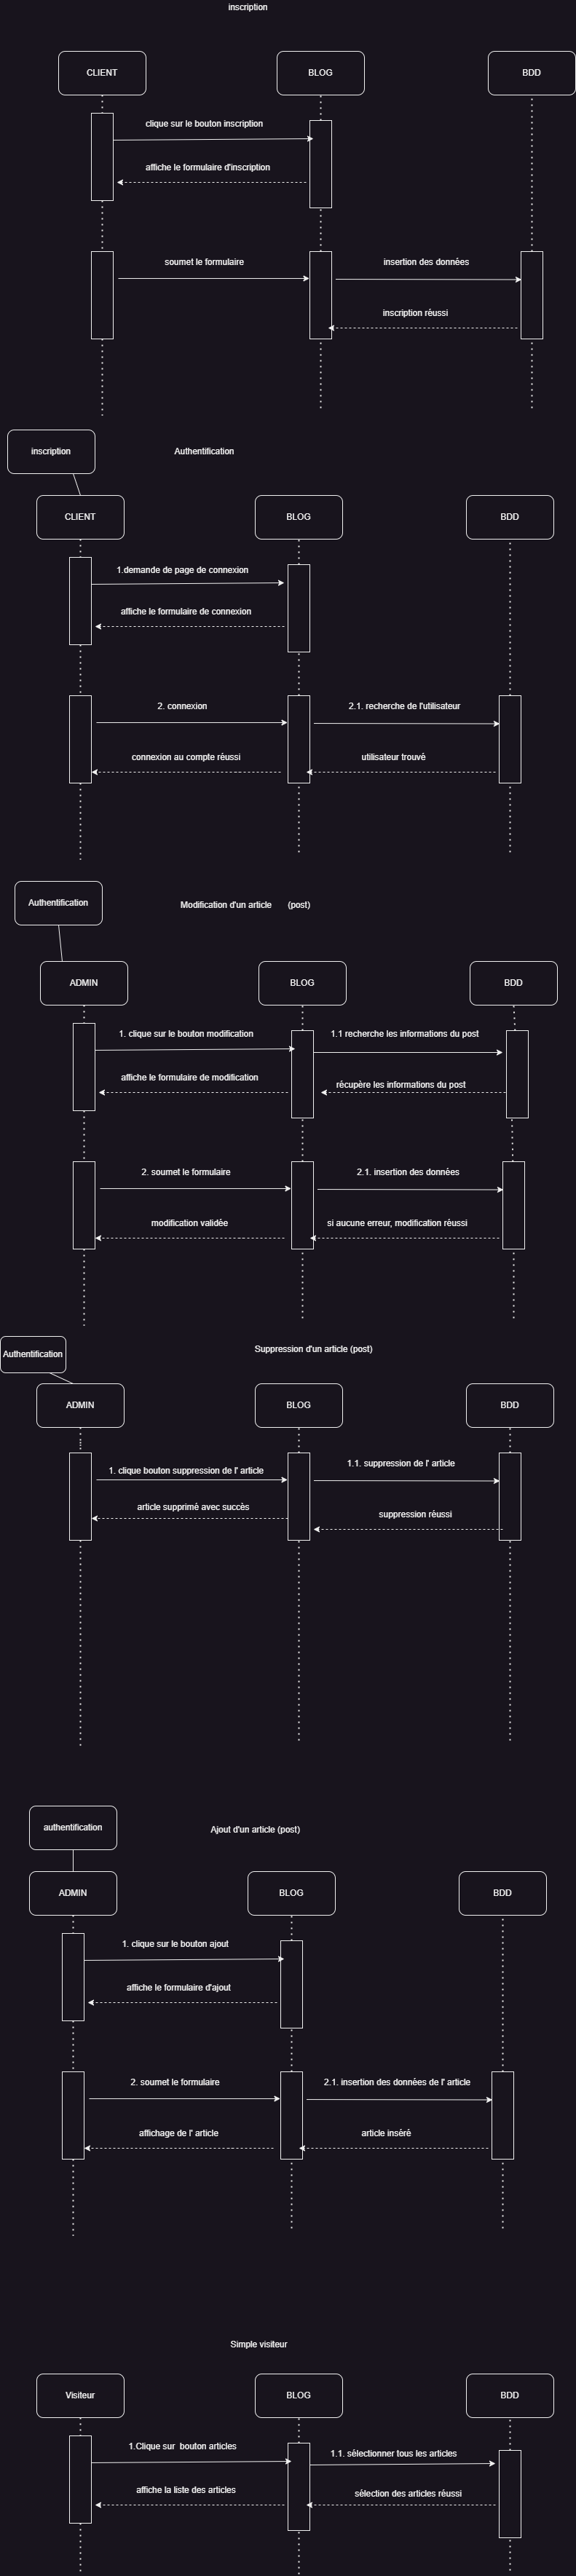 inscription
CLIENT
BLOG
BDD
clique sur le bouton inscription
affiche le formulaire d'inscription
soumet le formulaire
insertion des données
inscription réussi
inscription
Authentification
CLIENT
BLOG
BDD
1.demande de page de connexion
affiche le formulaire de connexion
2. connexion
2.1. recherche de l'utilisateur
connexion au compte réussi
utilisateur trouvé
Authentification
Modification d'un article (post)
ADMIN
BLOG
BDD
1. clique sur le bouton modification
1.1 recherche les informations du post
affiche le formulaire de modification
récupère les informations du post
2. soumet le formulaire
2.1. insertion des données
modification validée
si aucune erreur, modification réussi
Suppression d'un article (post)
Authentification
ADMIN
BLOG
BDD
1. clique bouton suppression de l' article
1.1. suppression de l' article
article supprimé avec succès
suppression réussi
authentification
Ajout d'un article (post)
ADMIN
BLOG
BDD
1. clique sur le bouton ajout
affiche le formulaire d'ajout
2. soumet le formulaire
2.1. insertion des données de l' article
affichage de l' article
article inséré
Simple visiteur
Visiteur
BLOG
BDD
1.Clique sur bouton articles
1.1. sélectionner tous les articles
affiche la liste des articles
sélection des articles réussi